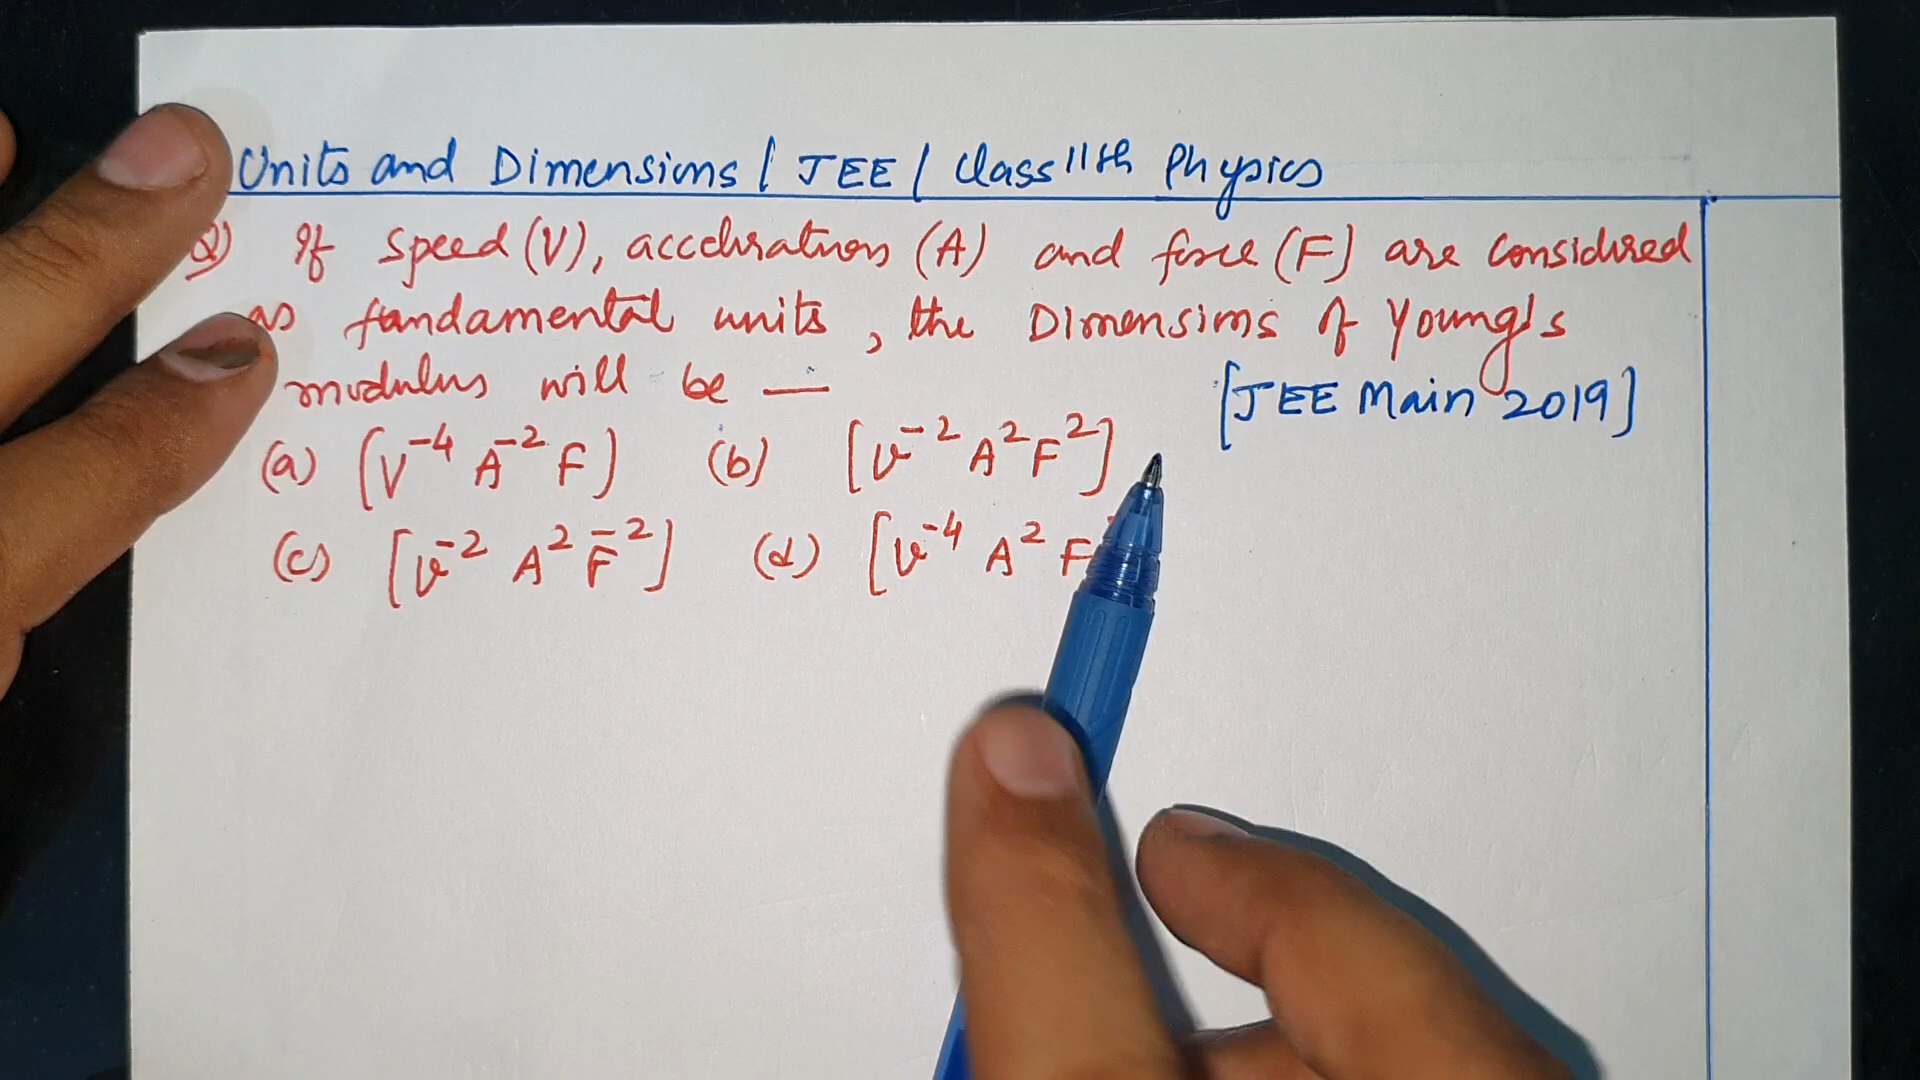 Units and Dimensions / JEE / Class 11th Physics
Q) If Speed (V), acceleration (A) and force (F) are considered
as fundamental units, the Dimensions of Young's
modulus will be —
[JEE Main 2019]
(a) [V⁻⁴ A⁻² F] (b) [V⁻² A² F²]
(c) [V⁻² A² F⁻²] (d) [V⁻⁴ A² F